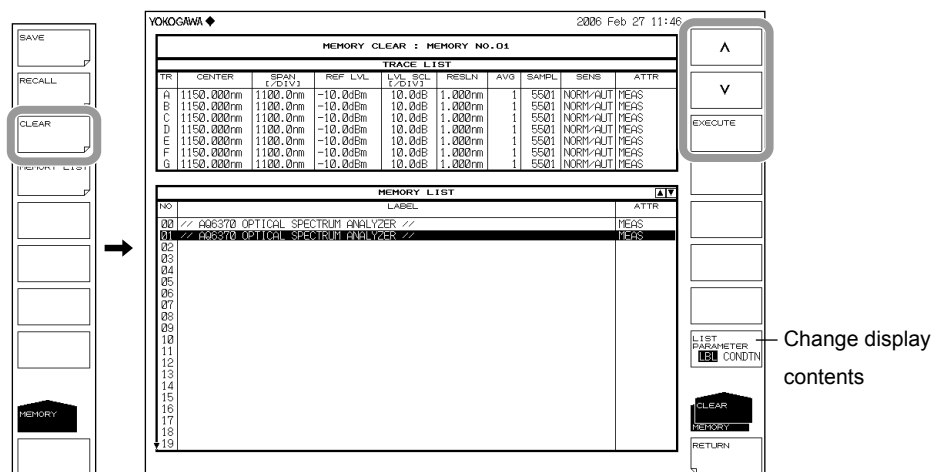 SAVE
RECALL
CLEAR
MEMORY LIST
MEMORY
YOKOGAWA ◆ 2006 Feb 27 11:46
MEMORY CLEAR : MEMORY NO.01
TRACE LIST
TR CENTER SPAN [/DIV] REF LVL LVL SCL [/DIV] RESLN AVG SAMPL SENS ATTR
A 1150.000nm 1100.0nm -10.0dBm 10.0dB 1.000nm 1 5501 NORM/AUT MEAS
B 1150.000nm 1100.0nm -10.0dBm 10.0dB 1.000nm 1 5501 NORM/AUT MEAS
C 1150.000nm 1100.0nm -10.0dBm 10.0dB 1.000nm 1 5501 NORM/AUT MEAS
D 1150.000nm 1100.0nm -10.0dBm 10.0dB 1.000nm 1 5501 NORM/AUT MEAS
E 1150.000nm 1100.0nm -10.0dBm 10.0dB 1.000nm 1 5501 NORM/AUT MEAS
F 1150.000nm 1100.0nm -10.0dBm 10.0dB 1.000nm 1 5501 NORM/AUT MEAS
G 1150.000nm 1100.0nm -10.0dBm 10.0dB 1.000nm 1 5501 NORM/AUT MEAS
MEMORY LIST
NO LABEL ATTR
00 // AQ6370 OPTICAL SPECTRUM ANALYZER // MEAS
01 // AQ6370 OPTICAL SPECTRUM ANALYZER // MEAS
02
03
04
05
06
07
08
09
10
11
12
13
14
15
16
17
18
19
EXECUTE
LIST
PARAMETER
LBL CONDTN
CLEAR
MEMORY
RETURN
Change display
contents